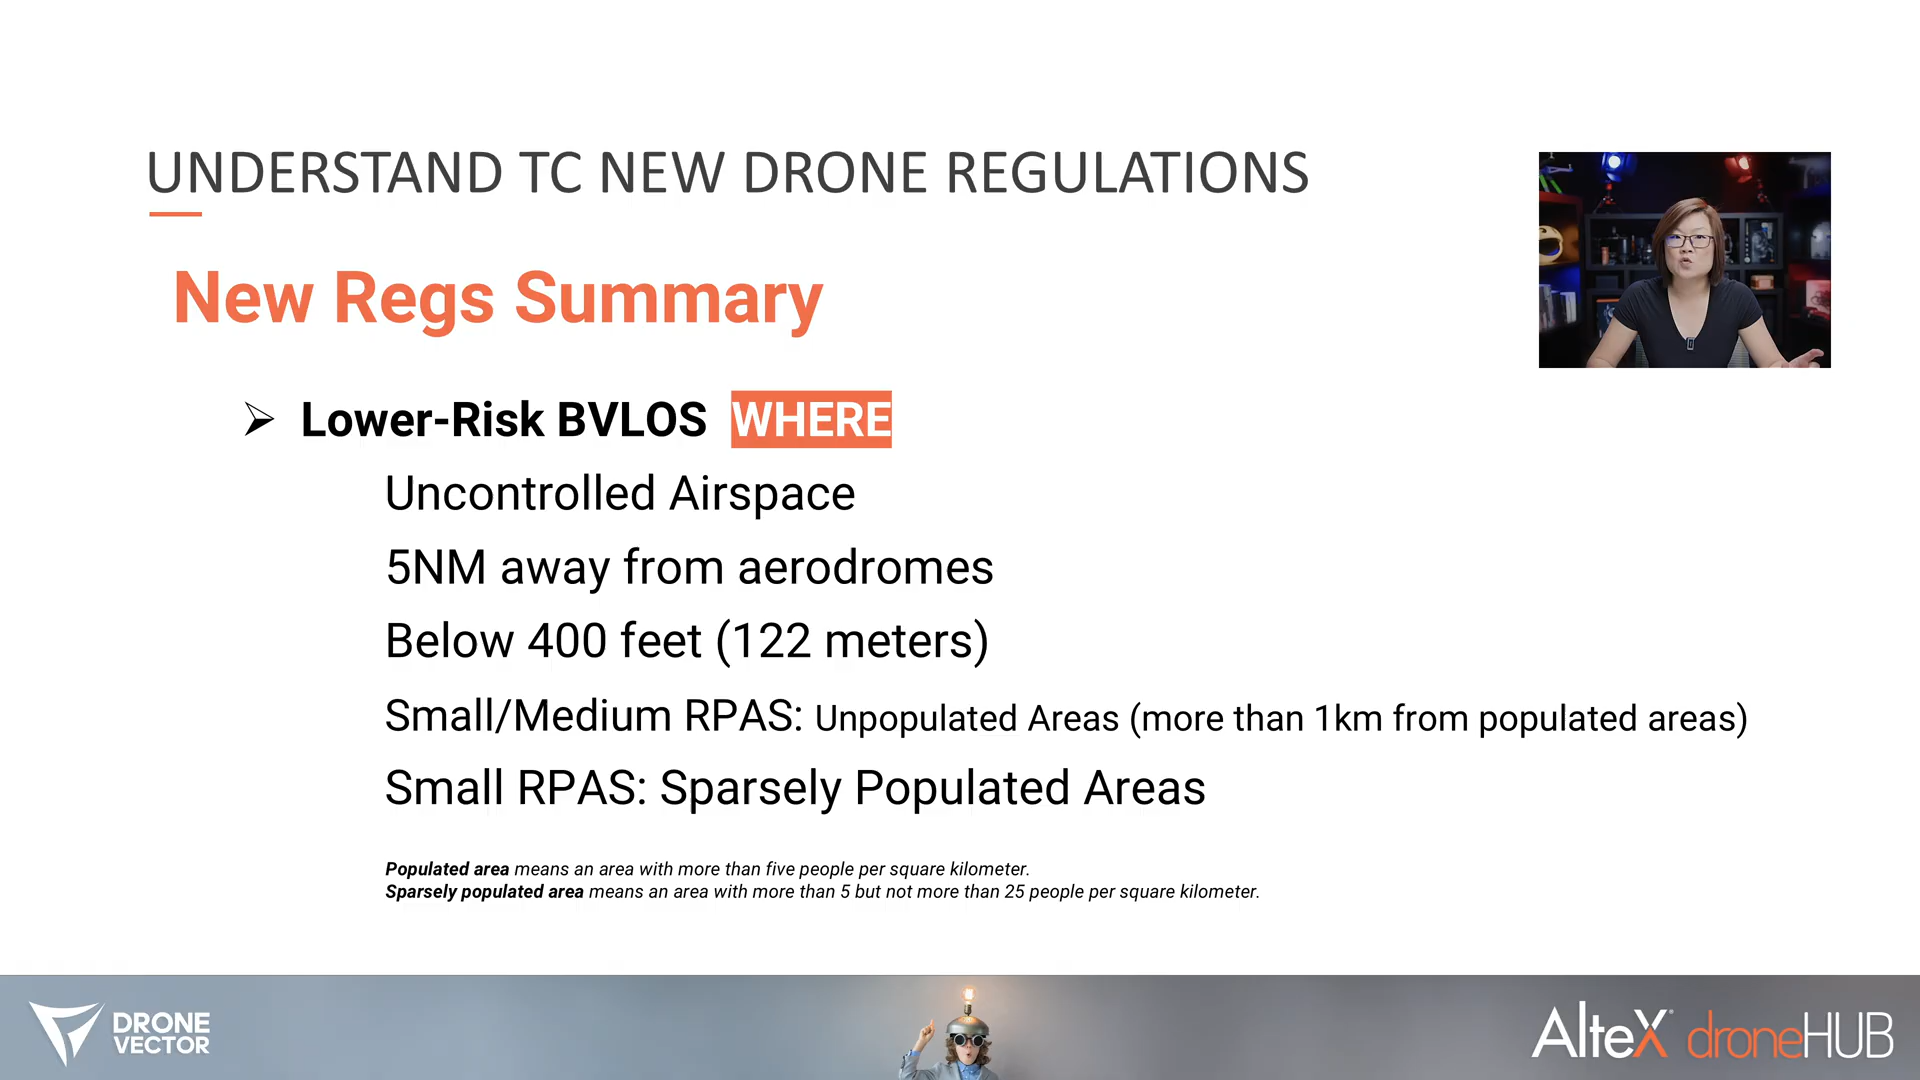 UNDERSTAND TC NEW DRONE REGULATIONS
New Regs Summary
➢ Lower-Risk BVLOS WHERE
Uncontrolled Airspace
5NM away from aerodromes
Below 400 feet (122 meters)
Small/Medium RPAS: Unpopulated Areas (more than 1km from populated areas)
Small RPAS: Sparsely Populated Areas
Populated area means an area with more than five people per square kilometer.
Sparsely populated area means an area with more than 5 but not more than 25 people per square kilometer.
DRONE
VECTOR
AlteX droneHUB